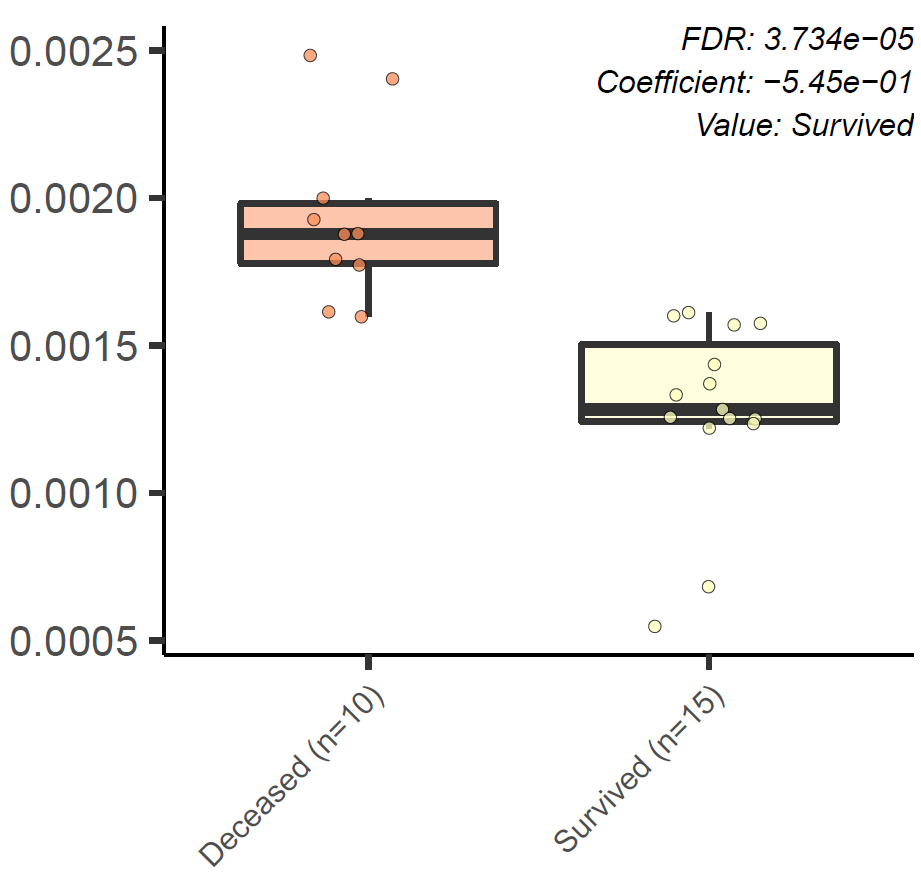 FDR: 3.734e−05
Coefficient: −5.45e−01
Value: Survived
0.0025
0.0020
0.0015
0.0010
0.0005
Deceased (n=10)
Survived (n=15)